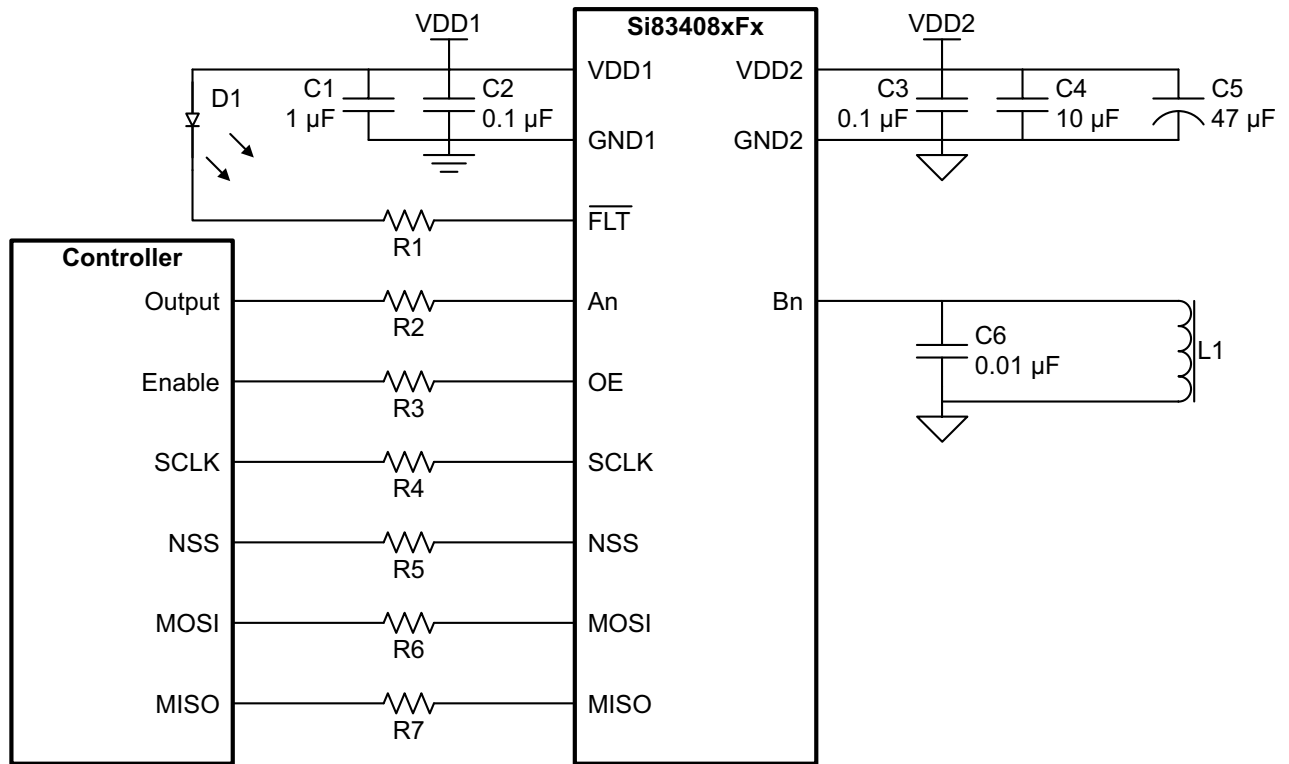 VDD1
Si83408xFx
VDD2
VDD1
VDD2
D1
C1
1 µF
C2
0.1 µF
C3
0.1 µF
C4
10 µF
C5
47 µF
GND1
GND2
FLT
R1
Controller
Output
R2
An
Bn
C6
0.01 µF
L1
Enable
R3
OE
SCLK
R4
SCLK
NSS
R5
NSS
MOSI
R6
MOSI
MISO
R7
MISO